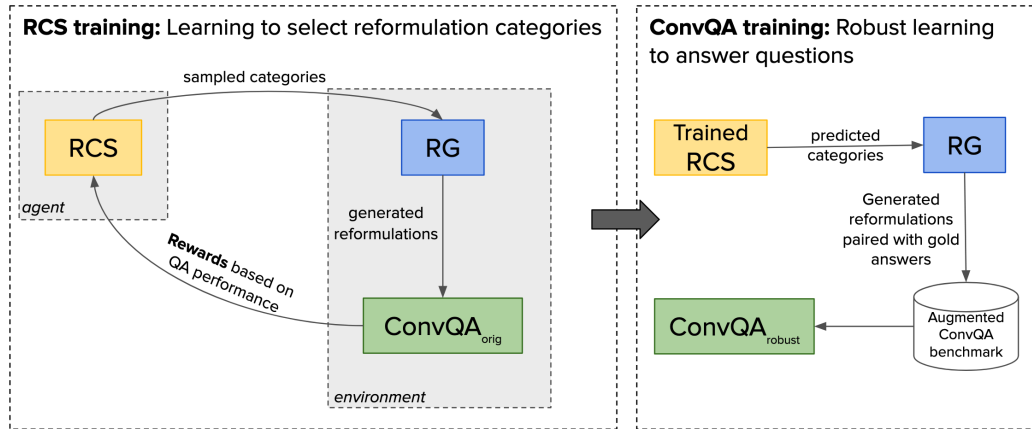 RCS training: Learning to select reformulation categories
sampled categories
RCS
agent
RG
generated
reformulations
Rewards based on
QA performance
ConvQA orig
environment
ConvQA training: Robust learning
to answer questions
Trained
RCS
predicted
categories
RG
Generated
reformulations
paired with gold
answers
Augmented
ConvQA
benchmark
ConvQA robust